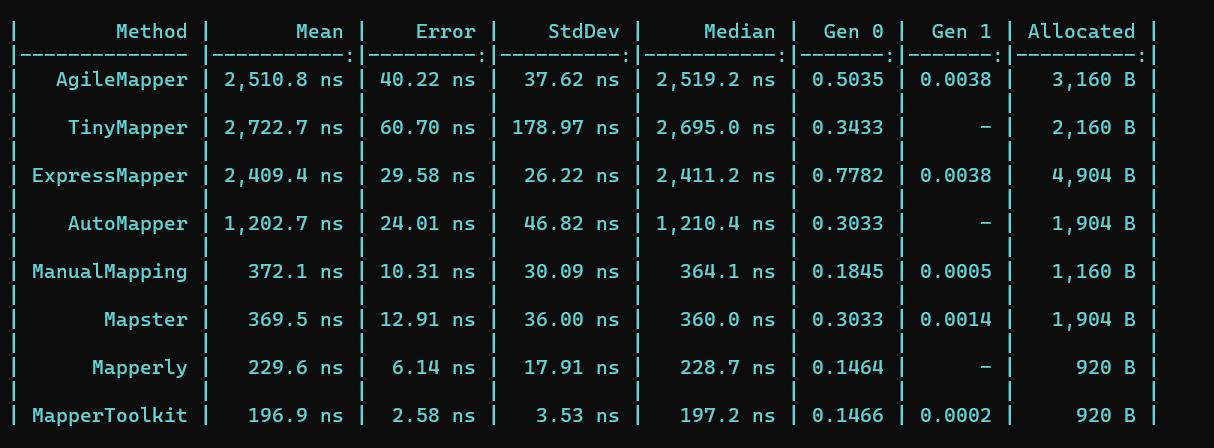 |        Method |       Mean |    Error |    StdDev |     Median |  Gen 0 |  Gen 1 | Allocated |
|-------------- |-----------:|---------:|----------:|-----------:|-------:|-------:|----------:|
|   AgileMapper | 2,510.8 ns | 40.22 ns |  37.62 ns | 2,519.2 ns | 0.5035 | 0.0038 |   3,160 B |
|    TinyMapper | 2,722.7 ns | 60.70 ns | 178.97 ns | 2,695.0 ns | 0.3433 |      - |   2,160 B |
| ExpressMapper | 2,409.4 ns | 29.58 ns |  26.22 ns | 2,411.2 ns | 0.7782 | 0.0038 |   4,904 B |
|    AutoMapper | 1,202.7 ns | 24.01 ns |  46.82 ns | 1,210.4 ns | 0.3033 |      - |   1,904 B |
| ManualMapping |   372.1 ns | 10.31 ns |  30.09 ns |   364.1 ns | 0.1845 | 0.0005 |   1,160 B |
|       Mapster |   369.5 ns | 12.91 ns |  36.00 ns |   360.0 ns | 0.3033 | 0.0014 |   1,904 B |
|      Mapperly |   229.6 ns |  6.14 ns |  17.91 ns |   228.7 ns | 0.1464 |      - |     920 B |
| MapperToolkit |   196.9 ns |  2.58 ns |   3.53 ns |   197.2 ns | 0.1466 | 0.0002 |     920 B |